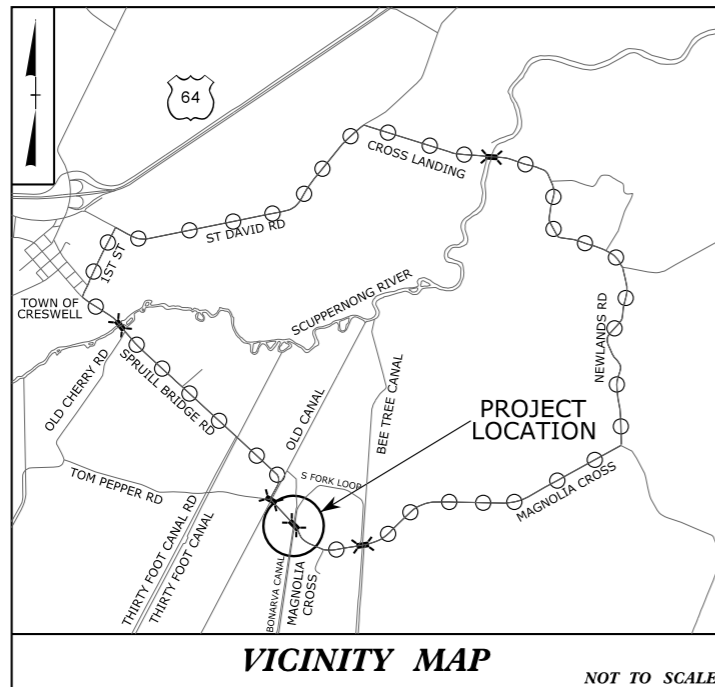 64
CROSS LANDING
ST DAVID RD
1ST ST
TOWN OF
CRESWELL
SCUPPERNONG RIVER
NEWLANDS RD
OLD CHERRY RD
SPRUILL BRIDGE RD
OLD CANAL
BEE TREE CANAL
PROJECT
LOCATION
TOM PEPPER RD
S FORK LOOP
MAGNOLIA CROSS
THIRTY FOOT CANAL RD
THIRTY FOOT CANAL
BONARVA CANAL
MAGNOLIA
CROSS
VICINITY MAP
NOT TO SCALE